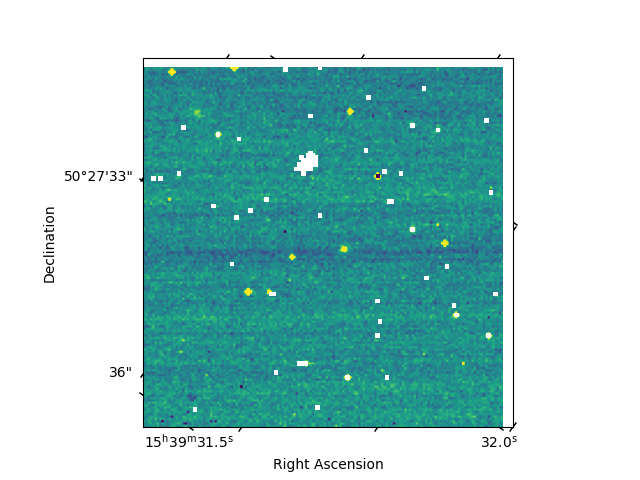 50°27'33"
Declination
36"
15ʰ39ᵐ31.5ˢ
32.0ˢ
Right Ascension